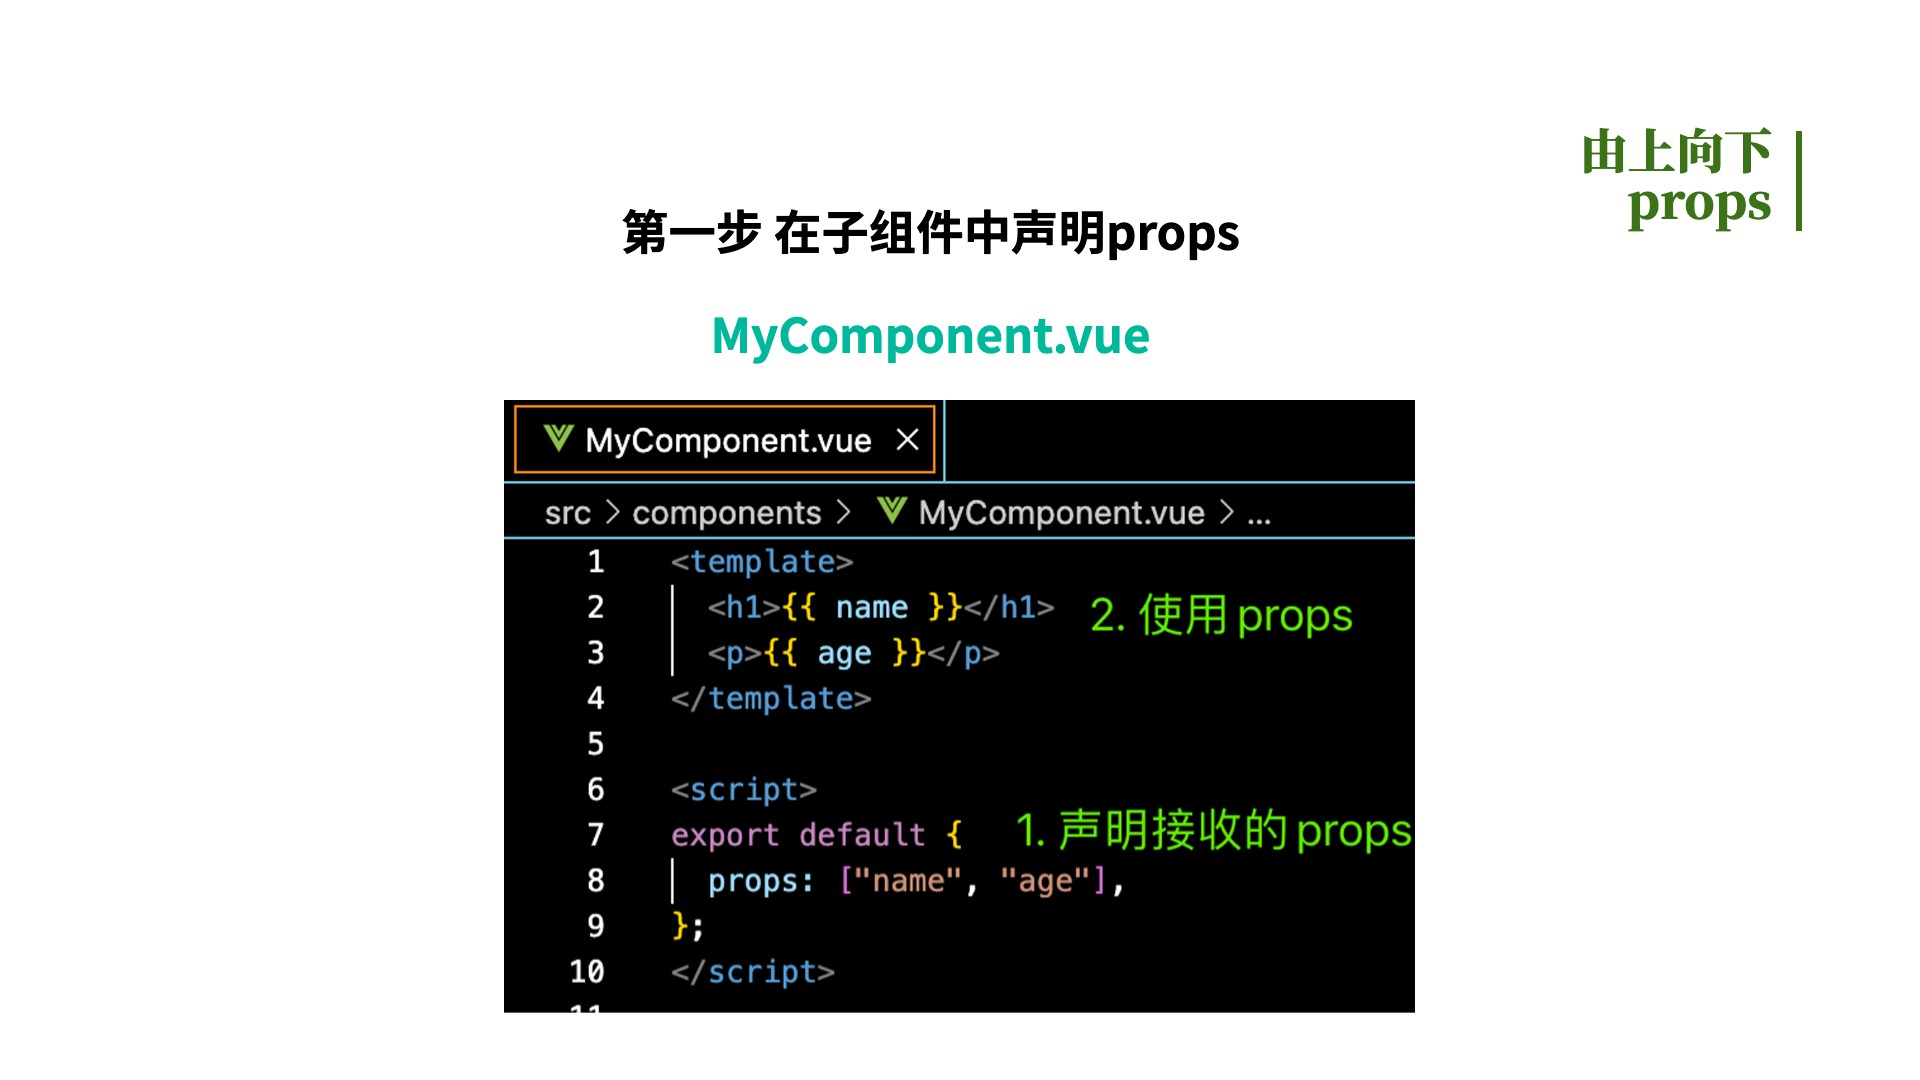 由上向下
props
第一步 在子组件中声明props
MyComponent.vue
MyComponent.vue ×
src > components > MyComponent.vue > ...
1 <template>
2 <h1>{{ name }}</h1> 2. 使用 props
3 <p>{{ age }}</p>
4 </template>
5
6 <script>
7 export default { 1. 声明接收的 props
8 props: ["name", "age"],
9 };
10 </script>
11